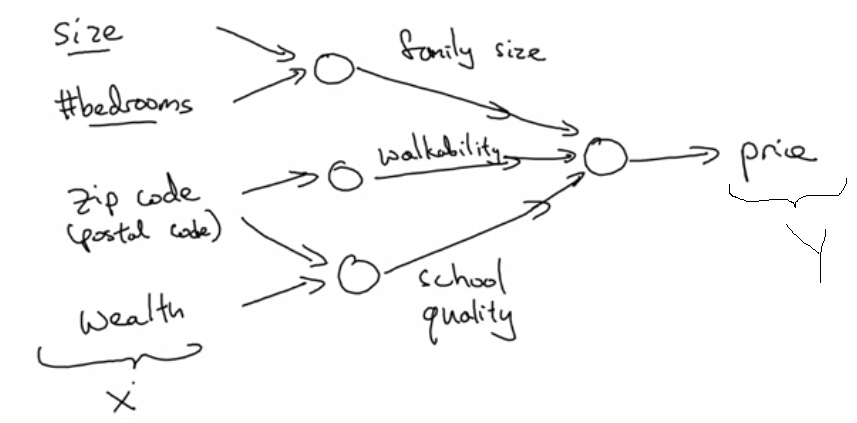 size
#bedrooms
zip code
(postal code)
wealth
x
family size
walkability
school
quality
price
Y